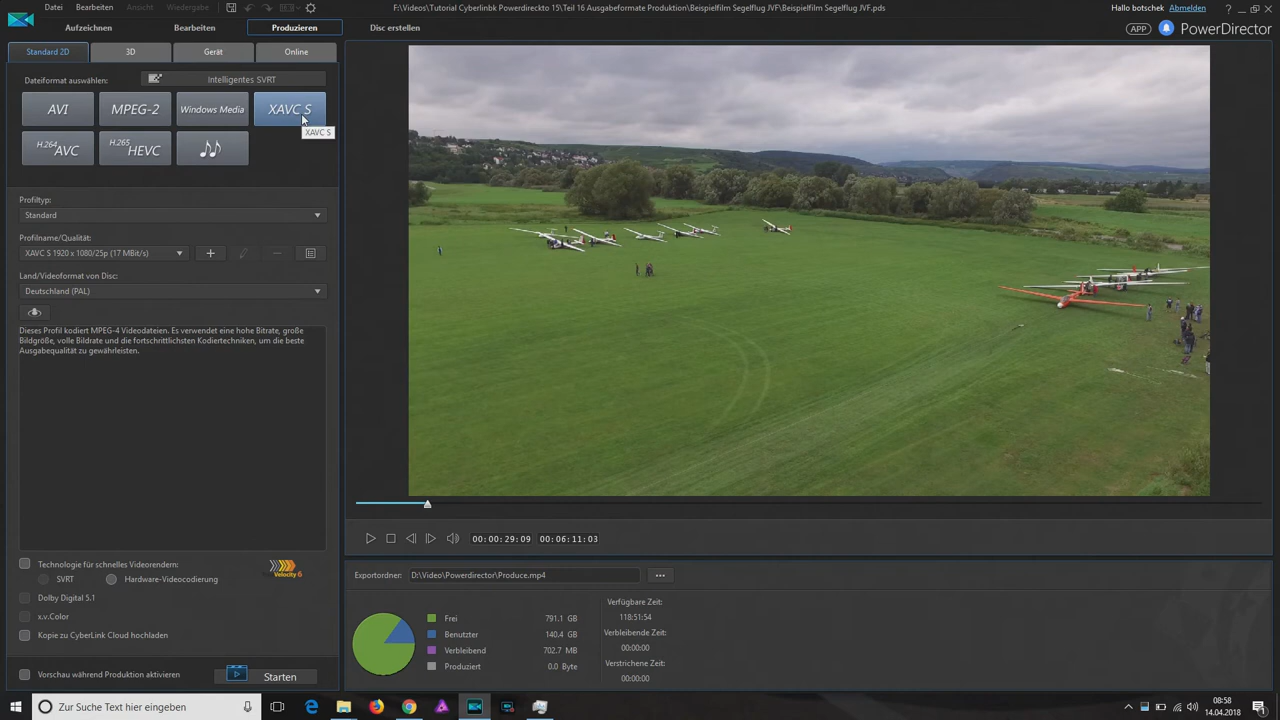 Datei Bearbeiten Ansicht Wiedergabe
F:\Videos\Tutorial Cyberlink Powerdireckto 15\Teil 16 Ausgabeformate Produktion\Beispielfilm Segelflug JVF\Beispielfilm Segelflug JVF.pds
Hallo botschek Abmelden
Aufzeichnen Bearbeiten Produzieren Disc erstellen
APP PowerDirector
Standard 2D 3D Gerät Online
Dateiformat auswählen: Intelligentes SVRT
AVI MPEG-2 Windows Media XAVC S
XAVC S
H.264 AVC H.265 HEVC
Profiltyp:
Standard
Profilname/Qualität:
XAVC S 1920 x 1080/25p (17 MBit/s)
Land/Videoformat von Disc:
Deutschland (PAL)
Dieses Profil kodiert MPEG-4 Videodateien. Es verwendet eine hohe Bitrate, große
Bildgröße, volle Bildrate und die fortschrittlichsten Kodiertechniken, um die beste
Ausgabequalität zu gewährleisten.
Technologie für schnelles Videorendern:
SVRT Hardware-Videocodierung
Velocity 6
Dolby Digital 5.1
x.v.Color
Kopie zu CyberLink Cloud hochladen
Vorschau während Produktion aktivieren
Starten
00:00:29:09 00:06:11:03
Exportordner: D:\Video\Powerdirector\Produce.mp4 ...
Frei 791.1 GB
Benutzter 140.4 GB
Verbleibend 702.7 MB
Produziert 0.0 Byte
Verfügbare Zeit:
118:51:54
Verbleibende Zeit:
00:00:00
Verstrichene Zeit:
00:00:00
Zur Suche Text hier eingeben
08:58
14.04.2018
1